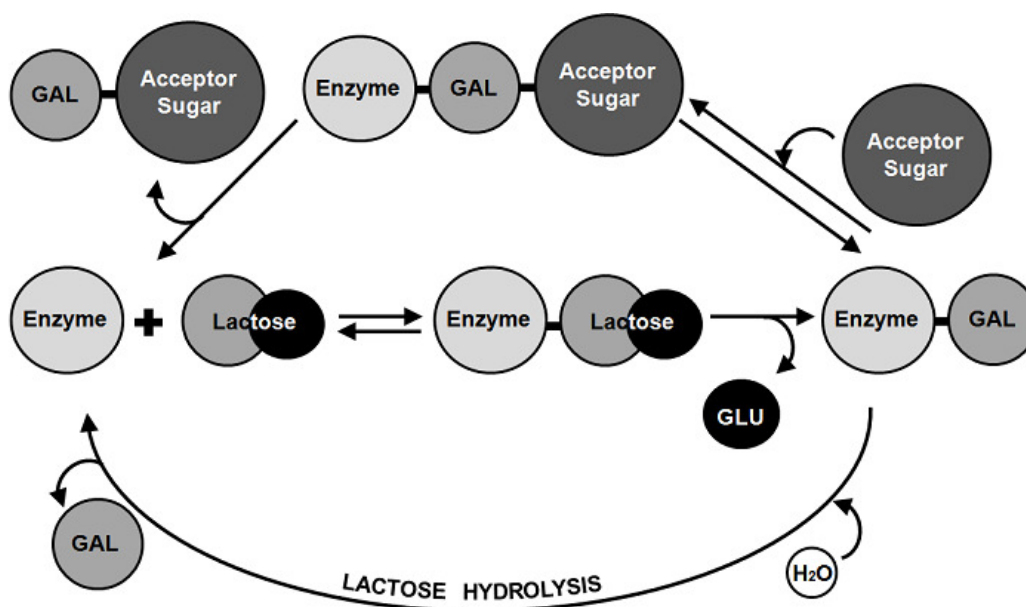 GAL
Acceptor
Sugar
Enzyme
GAL
Acceptor
Sugar
Acceptor
Sugar
Enzyme
+
Lactose
Enzyme
Lactose
Enzyme
GAL
GLU
GAL
H2O
LACTOSE HYDROLYSIS